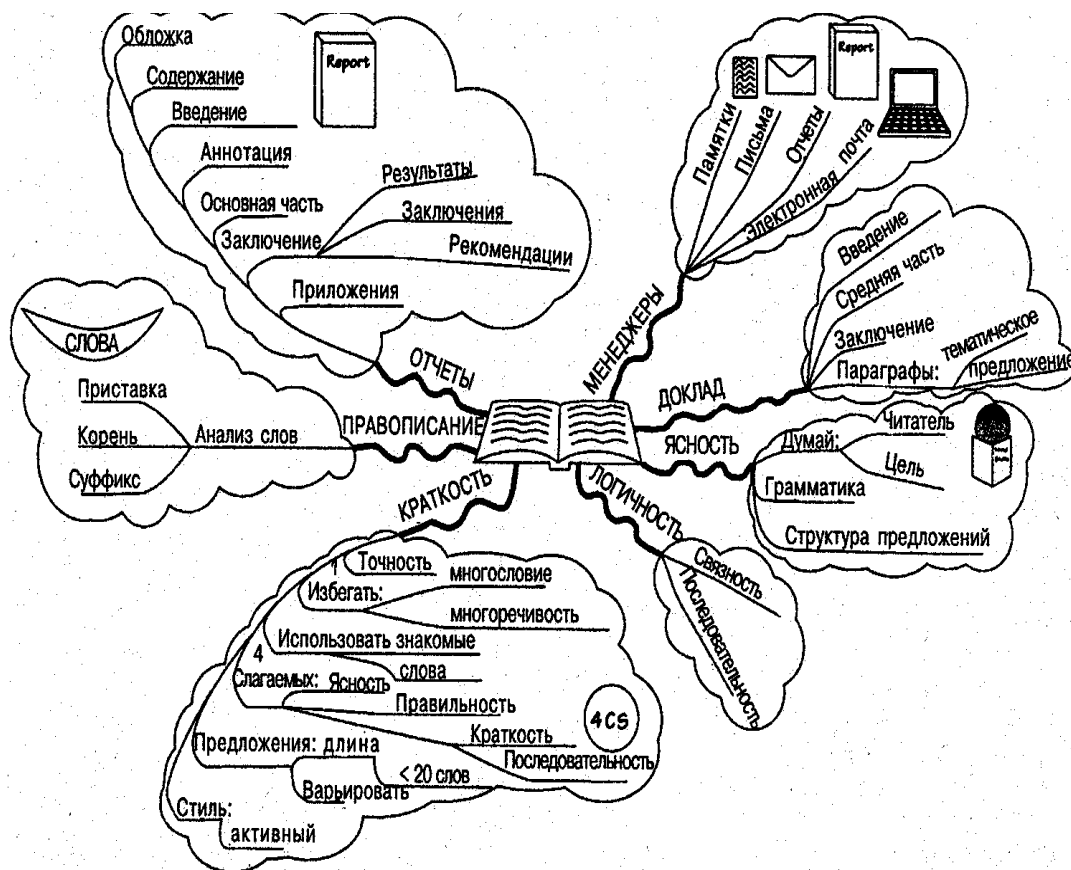 Обложка
Содержание
Введение
Аннотация
Основная часть
Заключение
Результаты
Заключения
Рекомендации
Приложения
Report
ОТЧЕТЫ
Report
Памятки
Письма
Отчеты
Электронная почта
МЕНЕДЖЕРЫ
Введение
Средняя часть
Заключение
Параграфы:
тематическое
предложение
ДОКЛАД
СЛОВА
Приставка
Корень
Суффикс
Анализ слов
ПРАВОПИСАНИЕ
ЯСНОСТЬ
Думай:
Читатель
Цель
Грамматика
Структура предложений
КРАТКОСТЬ
1
Точность
Избегать:
многословие
многоречивость
Использовать знакомые
слова
4
Слагаемых:
Ясность
Правильность
Краткость
Последовательность
4CS
Предложения: длина
< 20 слов
Варьировать
Стиль:
активный
ЛОГИЧНОСТЬ
Связность
Последовательность